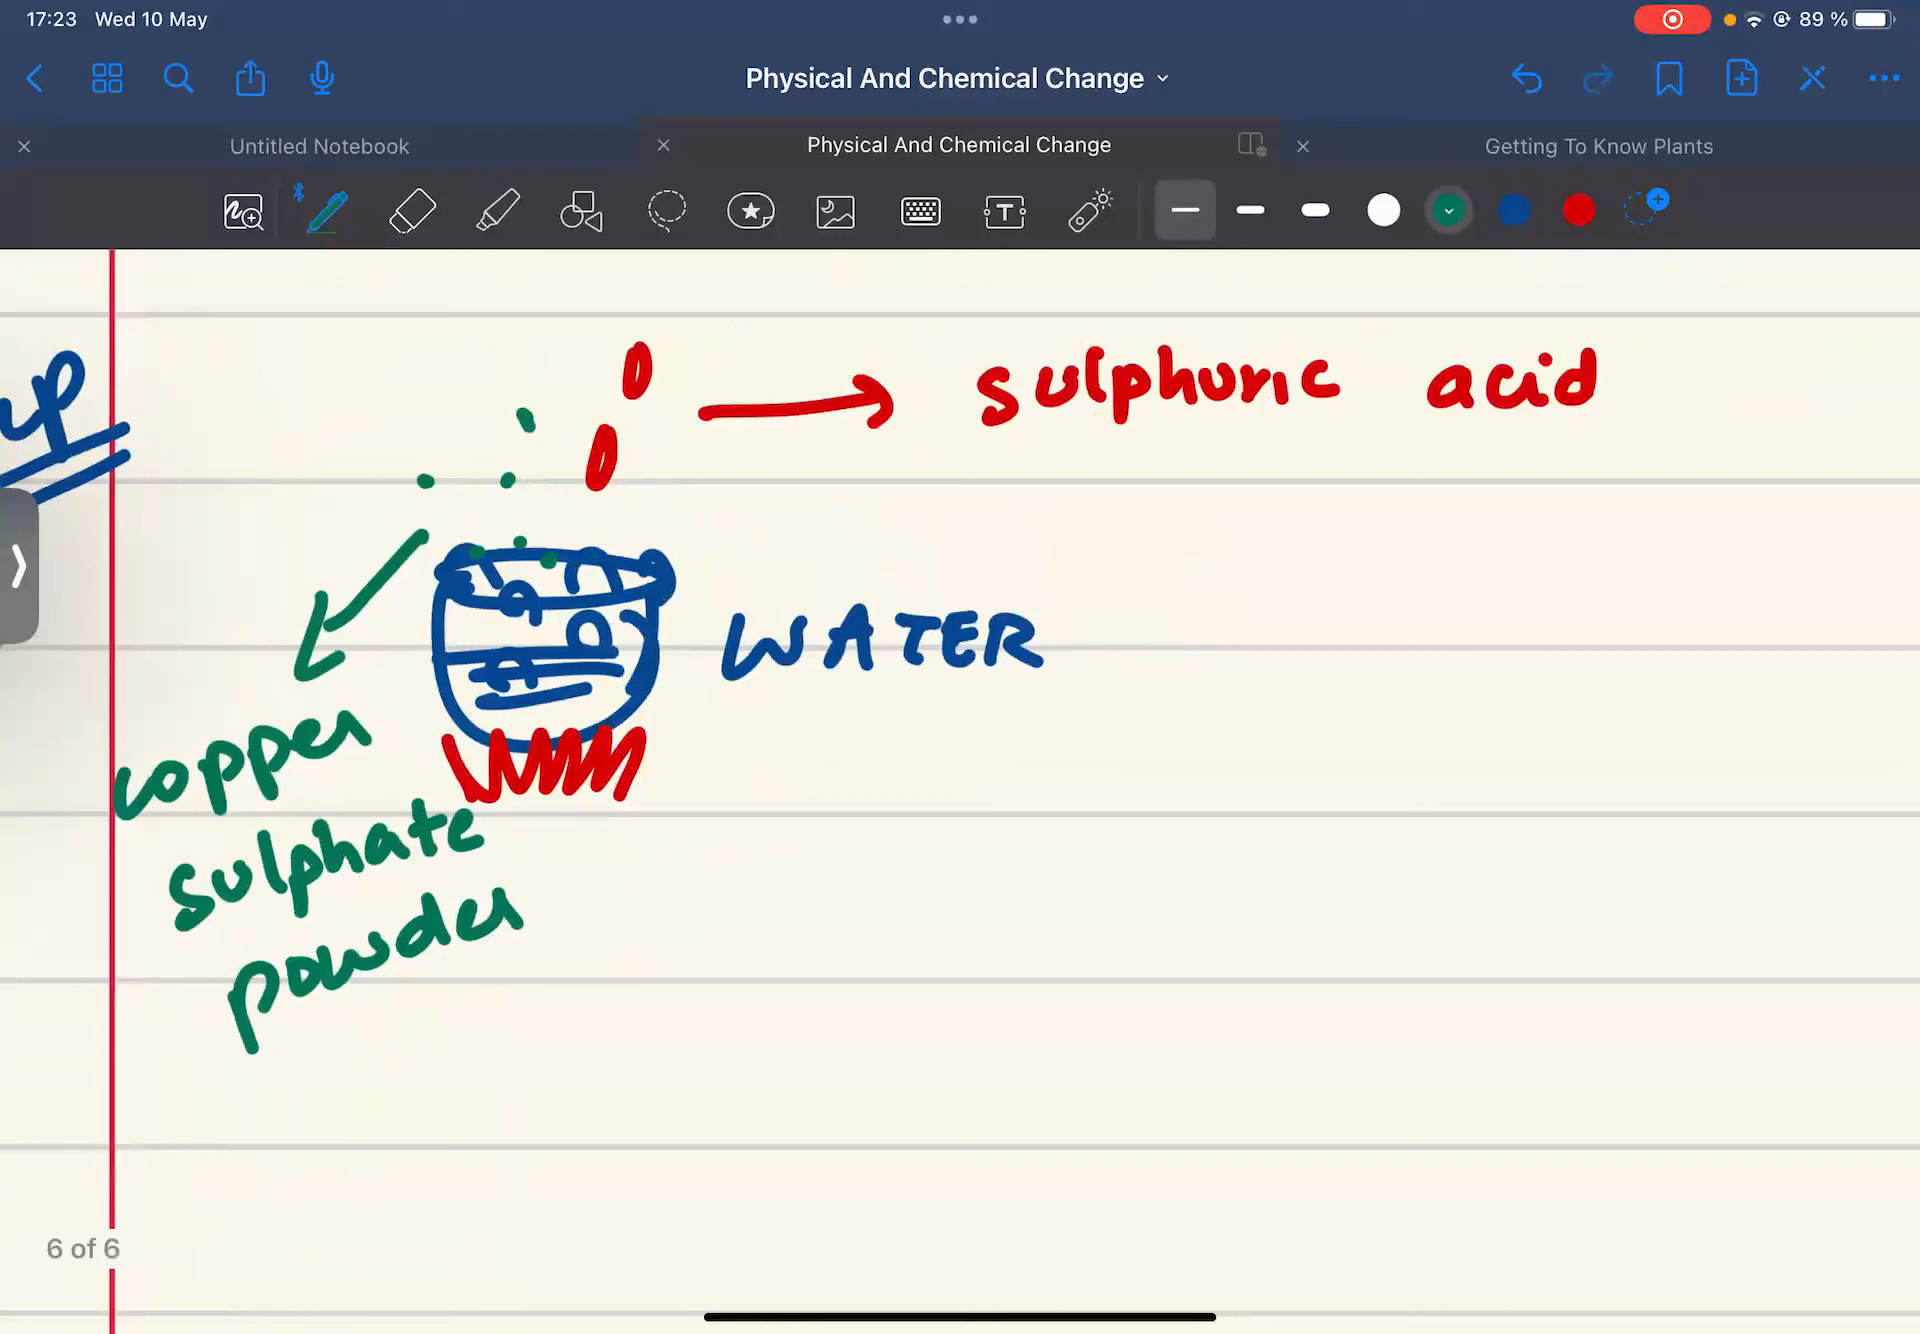 17:23 Wed 10 May
89 %
Physical And Chemical Change
Untitled Notebook
Physical And Chemical Change
Getting To Know Plants
T
sulphuric acid
WATER
copper
sulphate
powder
6 of 6